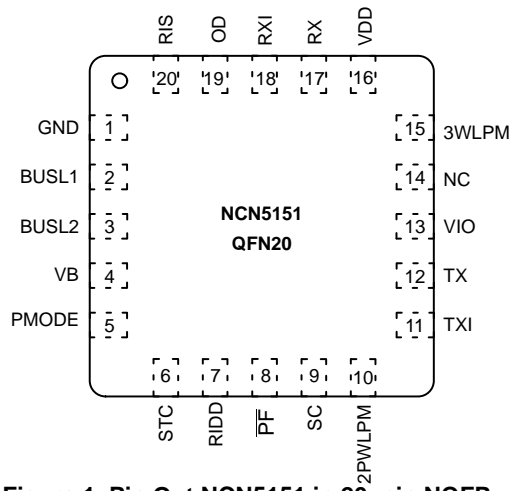 RIS OD RXI RX VDD
20 19 18 17 16
GND 1 15 3WLPM
BUSL1 2 14 NC
BUSL2 3 NCN5151 13 VIO
QFN20
VB 4 12 TX
PMODE 5 11 TXI
6 7 8 9 10
STC RIDD PF SC 2PWLPM